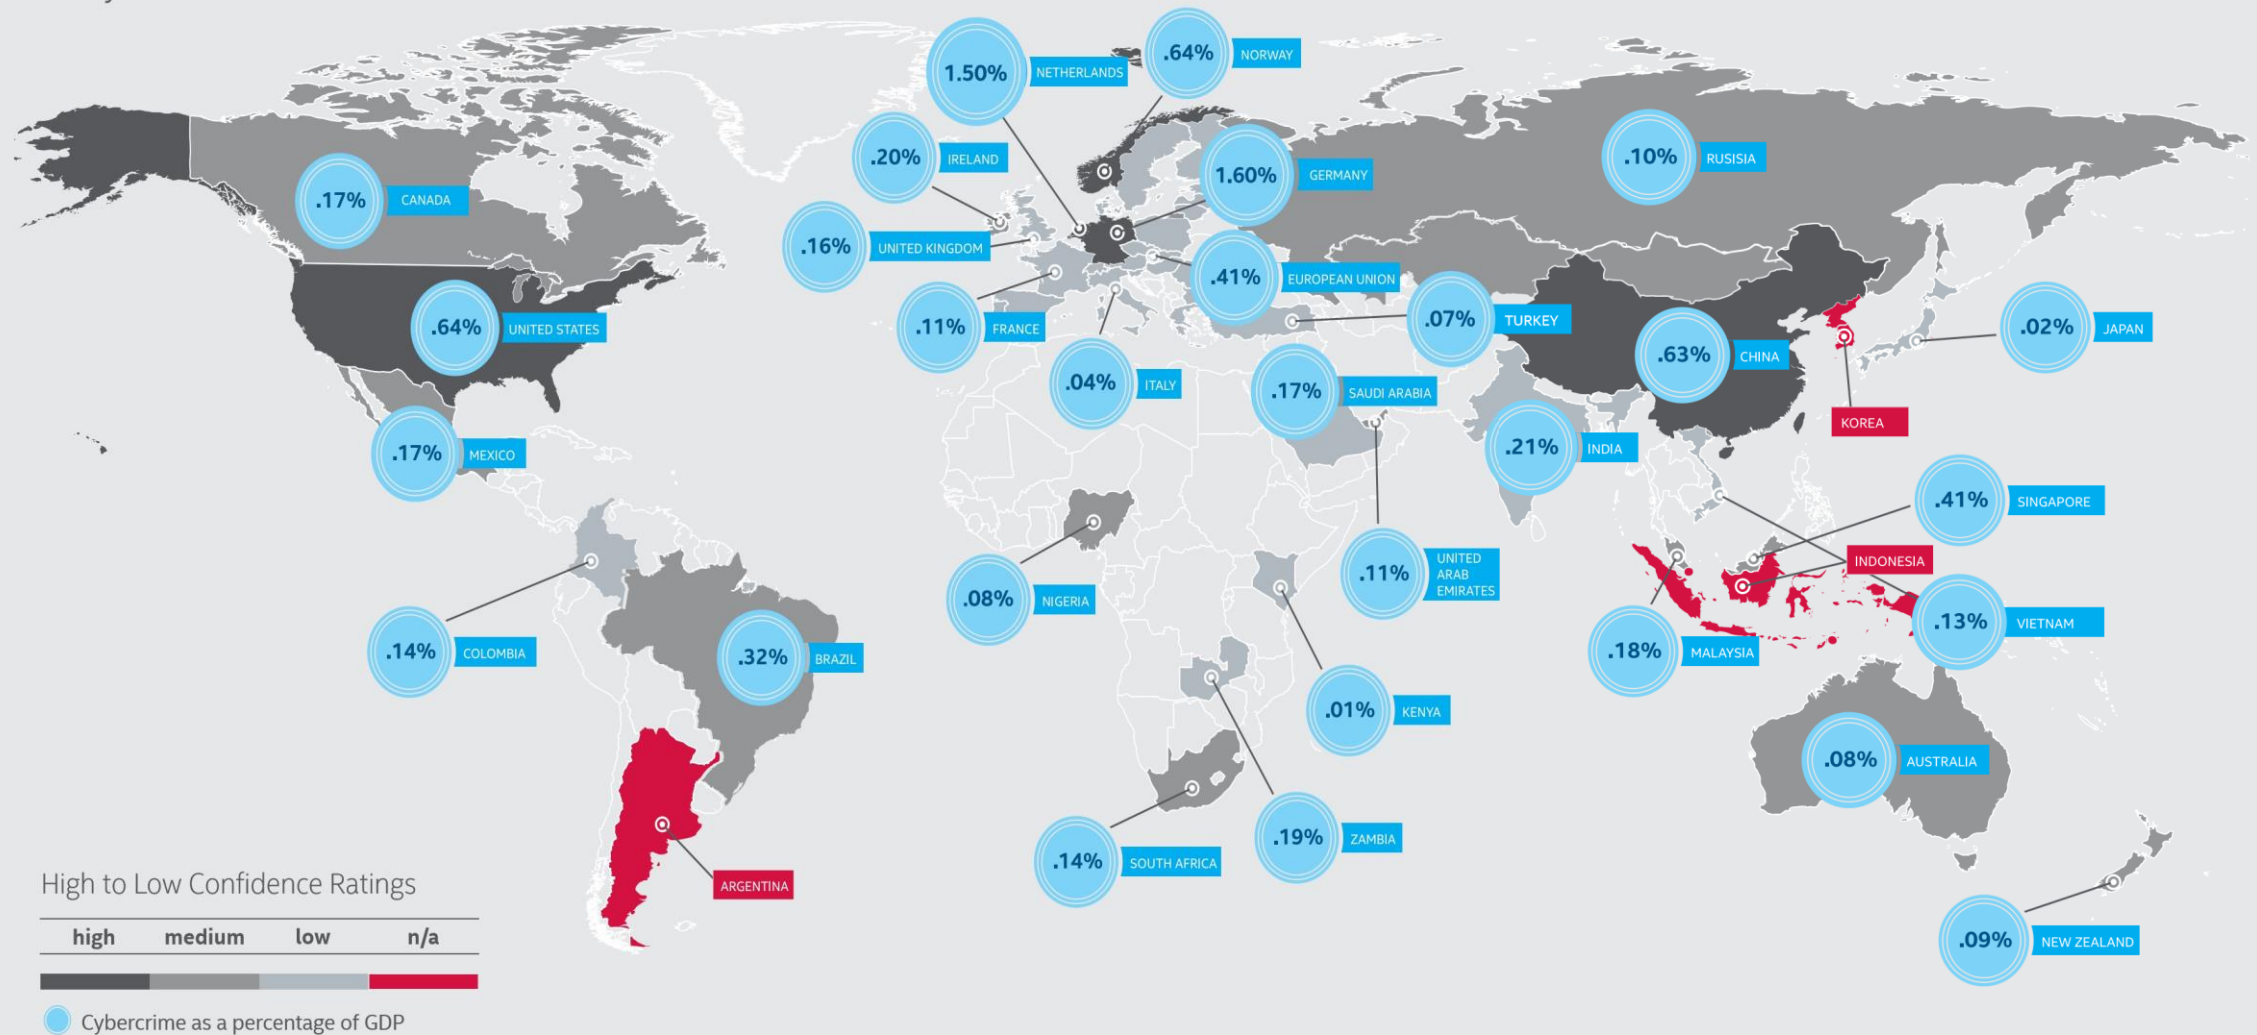 1.50%
NETHERLANDS
.64%
NORWAY
.20%
IRELAND
1.60%
GERMANY
.10%
RUSISIA
.17%
CANADA
.16%
UNITED KINGDOM
.41%
EUROPEAN UNION
.64%
UNITED STATES
.11%
FRANCE
.07%
TURKEY
.63%
CHINA
.02%
JAPAN
.04%
ITALY
.17%
SAUDI ARABIA
KOREA
.17%
MEXICO
.21%
INDIA
.41%
SINGAPORE
INDONESIA
.08%
NIGERIA
.11%
UNITED
ARAB
EMIRATES
.13%
VIETNAM
.14%
COLOMBIA
.32%
BRAZIL
.18%
MALAYSIA
.01%
KENYA
.08%
AUSTRALIA
.14%
SOUTH AFRICA
.19%
ZAMBIA
ARGENTINA
.09%
NEW ZEALAND
High to Low Confidence Ratings
high medium low n/a
Cybercrime as a percentage of GDP